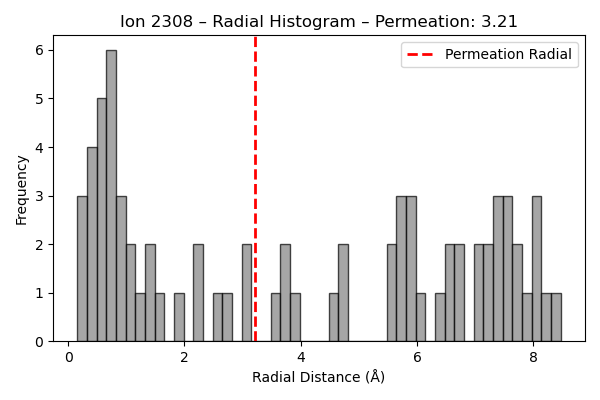 Ion 2308 – Radial Histogram – Permeation: 3.21
Permeation Radial
Frequency
6
5
4
3
2
1
0
0 2 4 6 8
Radial Distance (Å)